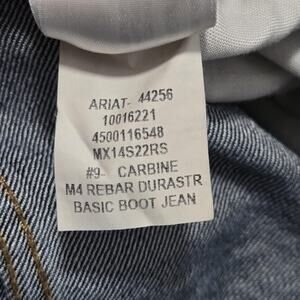 ARIAT- 44256
10016221
4500116548
MX14S22RS
#9- CARBINE
M4 REBAR DURASTR
BASIC BOOT JEAN